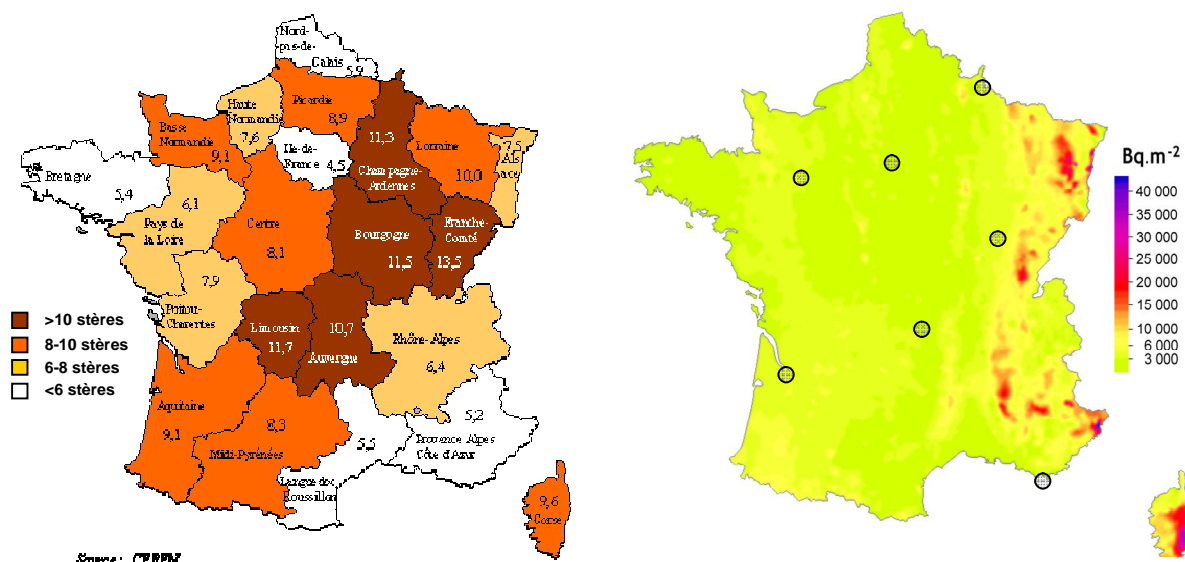 Nord-
pas-de-
Calais
5,9
Picardie
8,9
Haute
Normandie
7,6
Basse
Normandie
9,1
Ile-de-
France 4,5
11,3
Champagne-
Ardennes
Lorraine
10,0
7,5
Al
sace
Bretagne
5,4
6,1
Pays de
la Loire
Centre
8,1
Bourgogne
11,5
Franche-
Comté
13,5
7,9
Poitou-
Charentes
Limousin
11,7
10,7
Auvergne
Rhône-Alpes
6,4
Aquitaine
9,1
8,3
Midi-Pyrénées
5,5
Langue doc
Roussillon
5,2
Provence Alpes
Côte d'Azur
9,6
Corse
>10 stères
8-10 stères
6-8 stères
<6 stères
Bq.m-2
40 000
35 000
30 000
25 000
20 000
15 000
10 000
6 000
3 000